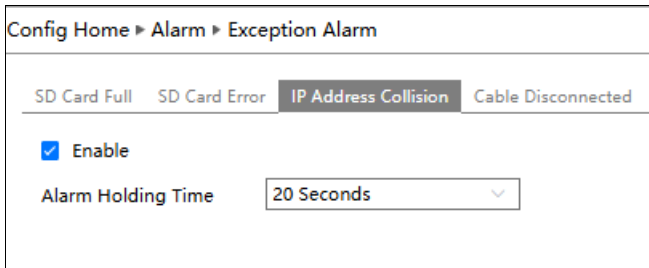 Config Home ▶ Alarm ▶ Exception Alarm
SD Card Full SD Card Error IP Address Collision Cable Disconnected
Enable
Alarm Holding Time 20 Seconds